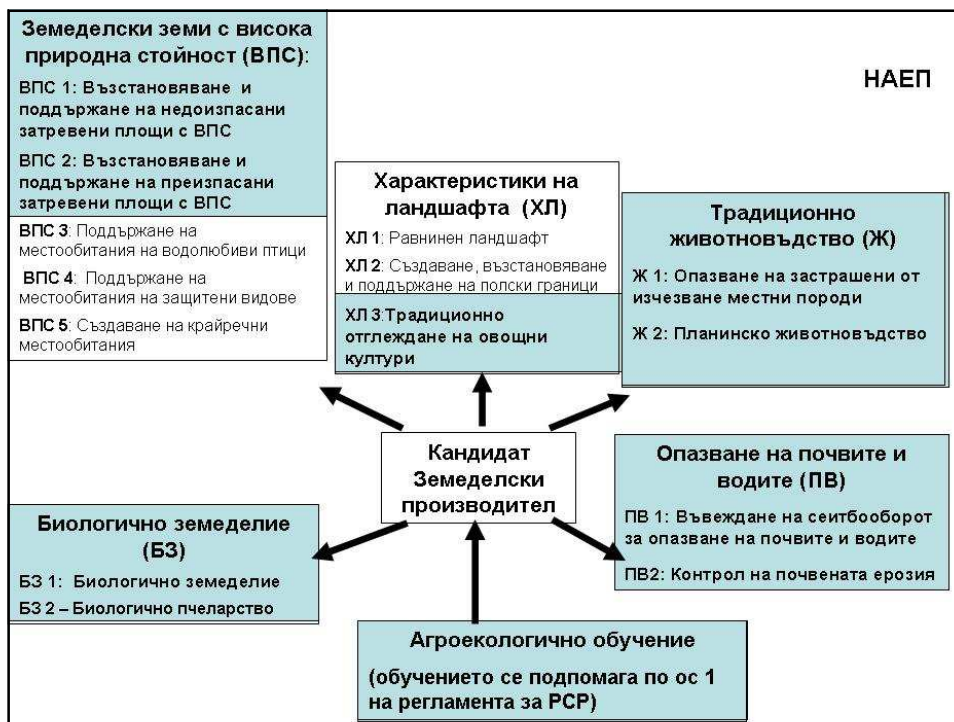 Земеделски земи с висока
природна стойност (ВПС):
ВПС 1: Възстановяване и
поддържане на недоизпасани
затревени площи с ВПС
ВПС 2: Възстановяване и
поддържане на преизпасани
затревени площи с ВПС
ВПС 3: Поддържане на
местообитания на водолюбиви птици
ВПС 4: Поддържане на
местообитания на защитени видове
ВПС 5: Създаване на крайречни
местообитания
НАЕП
Характеристики на
ландшафта (ХЛ)
ХЛ 1: Равнинен ландшафт
ХЛ 2: Създаване, възстановяване
и поддържане на полски граници
ХЛ 3:Традиционно
отглеждане на овощни
култури
Традиционно
животновъдство (Ж)
Ж 1: Опазване на застрашени от
изчезване местни породи
Ж 2: Планинско животновъдство
Кандидат
Земеделски
производител
Биологично земеделие
(БЗ)
БЗ 1: Биологично земеделие
БЗ 2 – Биологично пчеларство
Опазване на почвите и
водите (ПВ)
ПВ 1: Въвеждане на сеитбооборот
за опазване на почвите и водите
ПВ2: Контрол на почвената ерозия
Агроекологично обучение
(обучението се подпомага по ос 1
на регламента за РСР)